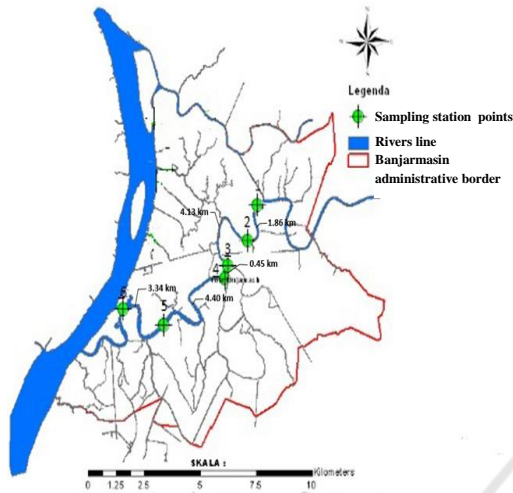 Legenda
Sampling station points
Rivers line
Banjarmasin
administrative border
1
4.13 km
2
1.86 km
3
0.45 km
4
3.34 km
4.40 km
6
5
SKALA :
Kilometers
0 1.25 2.5 5 7.5 10